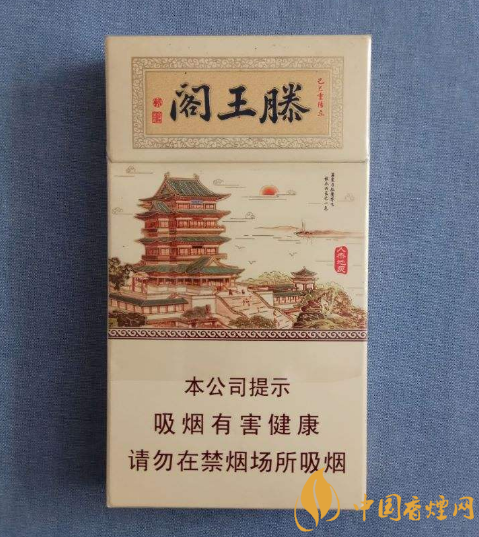 阁王滕
本公司提示
吸烟有害健康
请勿在禁烟场所吸烟
中国香烟网